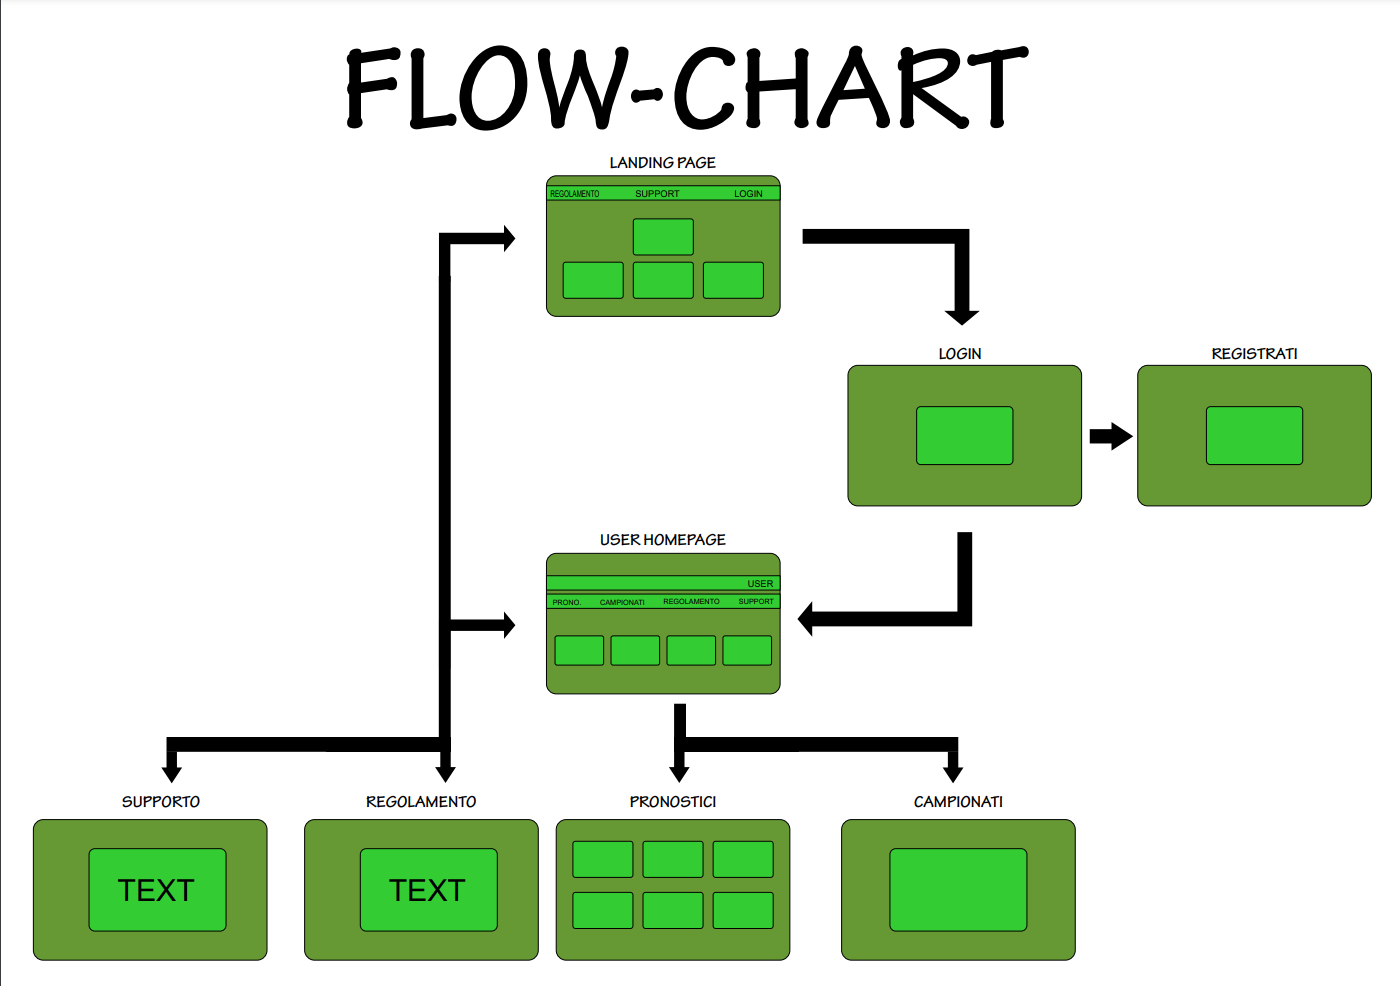 FLOW-CHART
LANDING PAGE
REGOLAMENTO SUPPORT LOGIN
LOGIN
REGISTRATI
USER HOMEPAGE
USER
PRONO. CAMPIONATI REGOLAMENTO SUPPORT
SUPPORTO
REGOLAMENTO
PRONOSTICI
CAMPIONATI
TEXT
TEXT